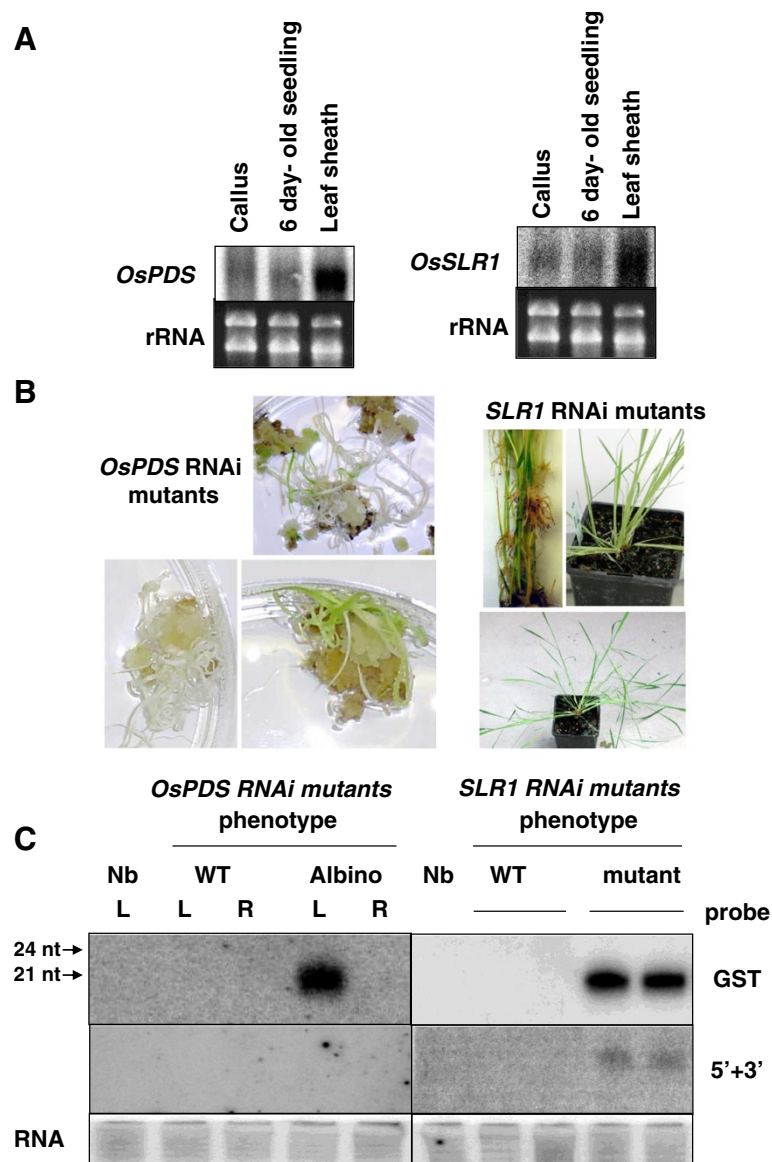 A
Callus
6 day- old seedling
Leaf sheath
OsPDS
rRNA
Callus
6 day- old seedling
Leaf sheath
OsSLR1
rRNA
B
OsPDS RNAi
mutants
SLR1 RNAi mutants
C
OsPDS RNAi mutants
phenotype
SLR1 RNAi mutants
phenotype
Nb WT Albino Nb WT mutant
L L R L R probe
24 nt→
21 nt→
GST
5'+3'
RNA